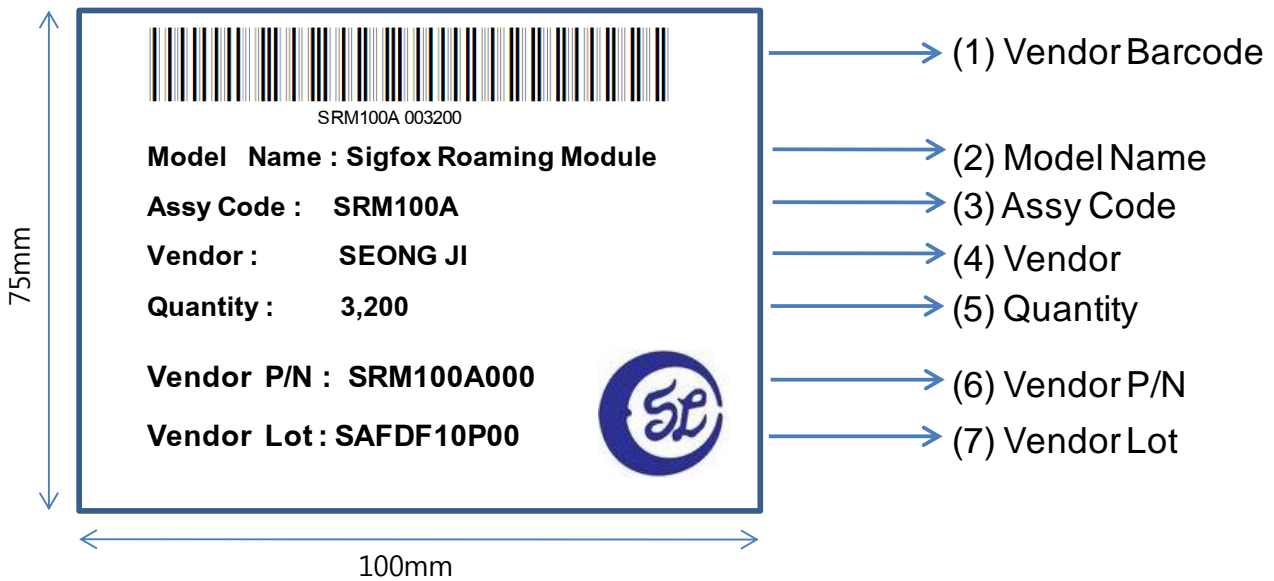 SRM100A 003200
(1) Vendor Barcode
Model Name : Sigfox Roaming Module
(2) Model Name
Assy Code : SRM100A
(3) Assy Code
Vendor : SEONG JI
(4) Vendor
Quantity : 3,200
(5) Quantity
Vendor P/N : SRM100A000
(6) Vendor P/N
Vendor Lot : SAFDF10P00
(7) Vendor Lot
SL
75mm
100mm